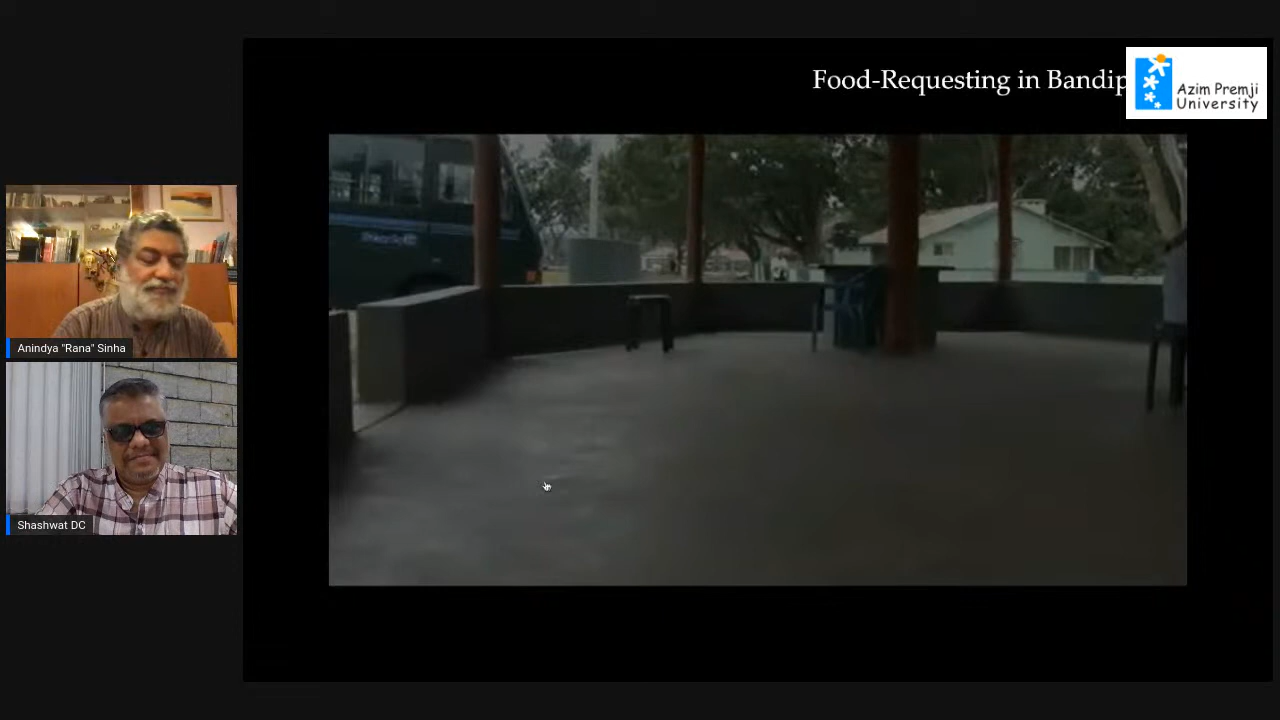 Food-Requesting in Bandip
Azim Premji
University
Anindya "Rana" Sinha
Shashwat DC